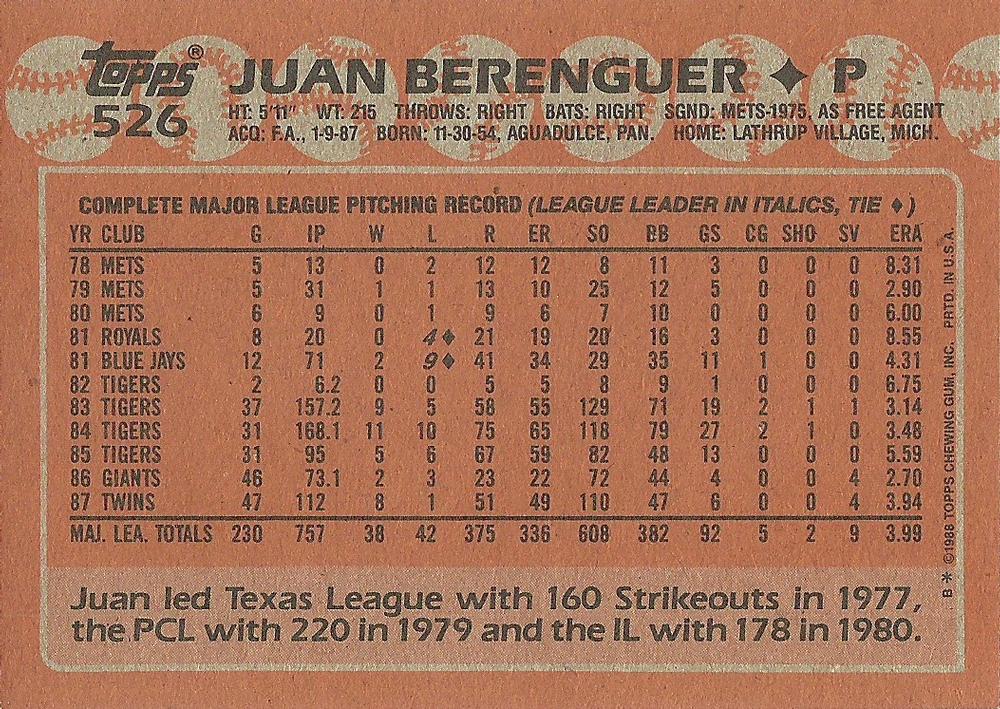 topps® JUAN BERENGUER ♦ P
526 HT: 5'11" WT: 215 THROWS: RIGHT BATS: RIGHT SGND: METS-1975, AS FREE AGENT
ACQ: F.A., 1-9-87 BORN: 11-30-54, AGUADULCE, PAN. HOME: LATHRUP VILLAGE, MICH.
COMPLETE MAJOR LEAGUE PITCHING RECORD (LEAGUE LEADER IN ITALICS, TIE ♦)
YR CLUB G IP W L R ER SO BB GS CG SHO SV ERA
78 METS 5 13 0 2 12 12 8 11 3 0 0 0 8.31
79 METS 5 31 1 1 13 10 25 12 5 0 0 0 2.90
80 METS 6 9 0 1 9 6 7 10 0 0 0 0 6.00
81 ROYALS 8 20 0 4♦ 21 19 20 16 3 0 0 0 8.55
81 BLUE JAYS 12 71 2 9♦ 41 34 29 35 11 1 0 0 4.31
82 TIGERS 2 6.2 0 0 5 5 8 9 1 0 0 0 6.75
83 TIGERS 37 157.2 9 5 58 55 129 71 19 2 1 1 3.14
84 TIGERS 31 168.1 11 10 75 65 118 79 27 2 1 0 3.48
85 TIGERS 31 95 5 6 67 59 82 48 13 0 0 0 5.59
86 GIANTS 46 73.1 2 3 23 22 72 44 4 0 0 4 2.70
87 TWINS 47 112 8 1 51 49 110 47 6 0 0 4 3.94
MAJ. LEA. TOTALS 230 757 38 42 375 336 608 382 92 5 2 9 3.99
Juan led Texas League with 160 Strikeouts in 1977,
the PCL with 220 in 1979 and the IL with 178 in 1980.
B * ©1988 TOPPS CHEWING GUM, INC. PRTD. IN U.S.A.